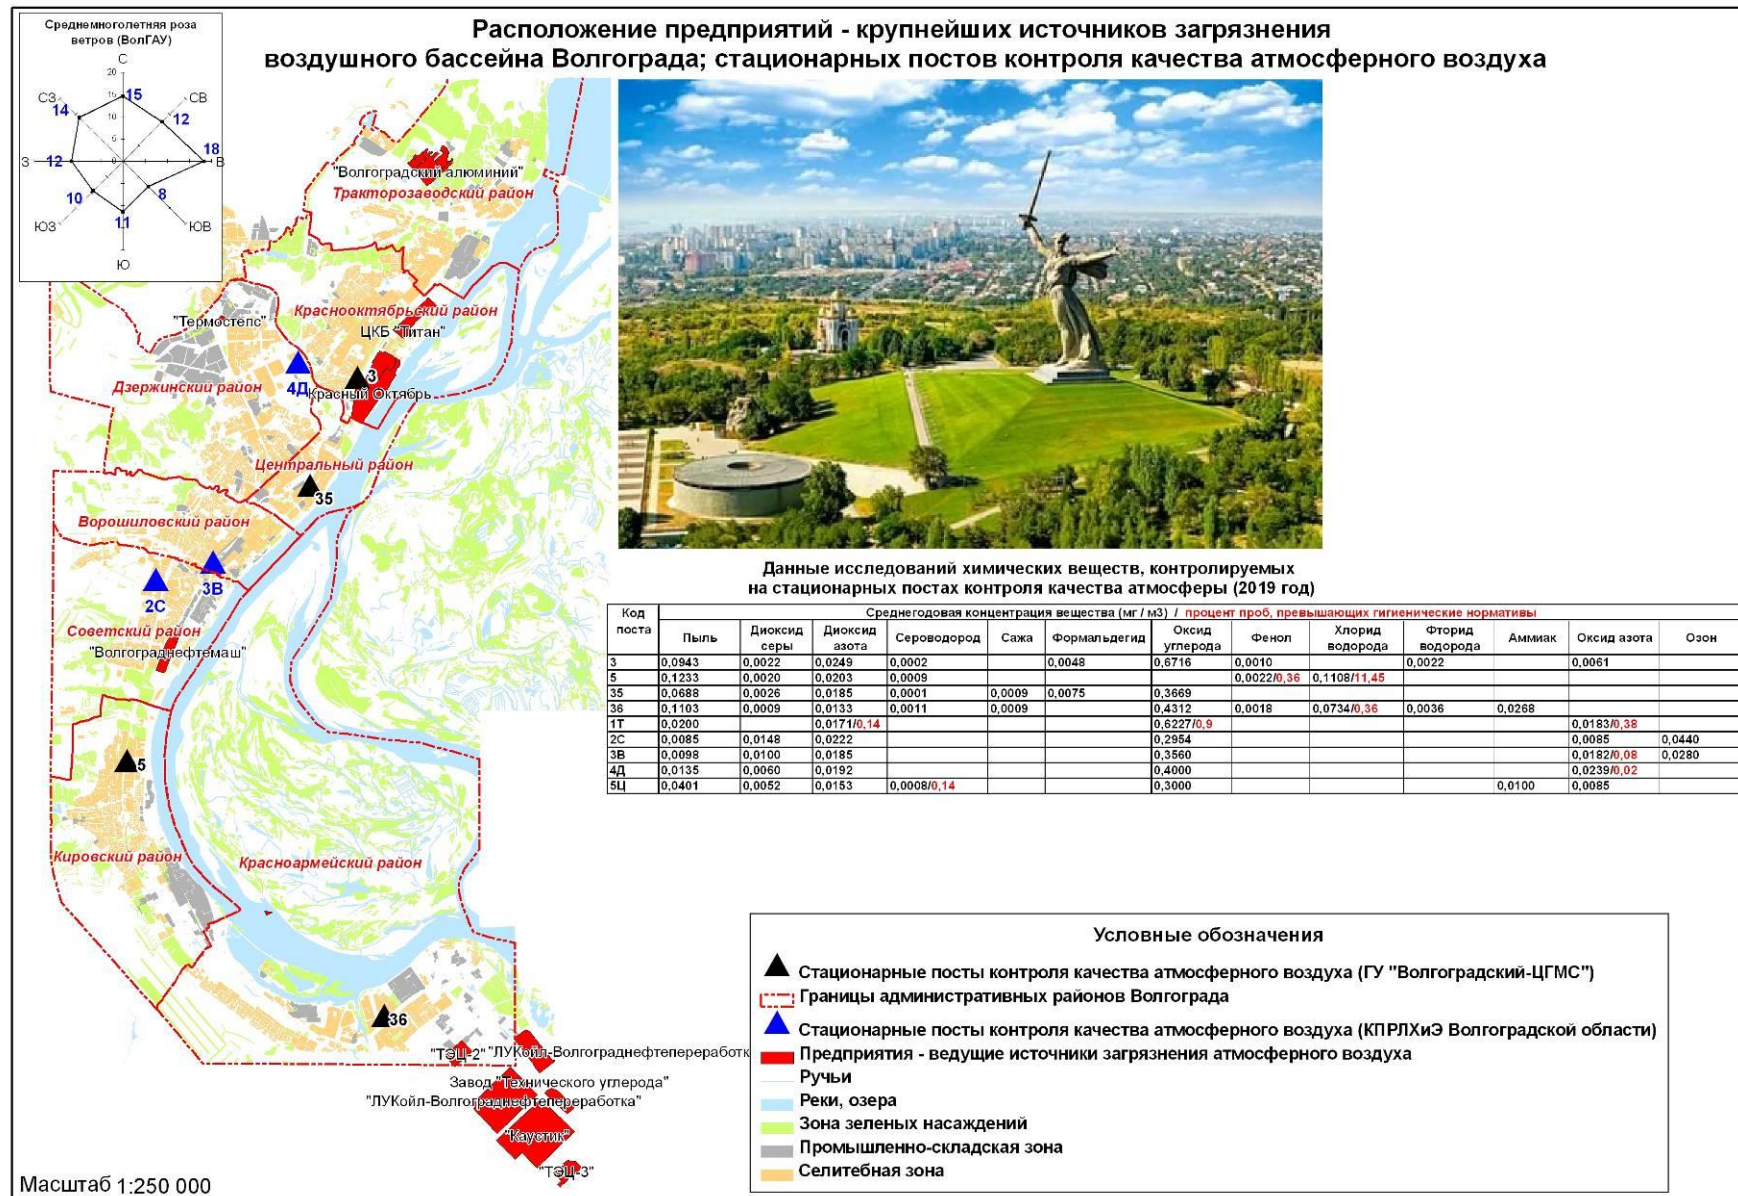 Среднемноголетняя роза
ветров (ВолГАУ)
С
20
15
15
10
5
0
СЗ
14
СВ
12
18
З
12
В
10
8
11
ЮЗ
ЮВ
Ю
Расположение предприятий - крупнейших источников загрязнения
воздушного бассейна Волгограда; стационарных постов контроля качества атмосферного воздуха
"Волгоградский алюминий"
Тракторозаводский район
Краснооктябрьский район
"Термостепс"
ЦКБ "Титан"
4Д
3
Дзержинский район
Красный Октябрь
Центральный район
35
Ворошиловский район
3В
2С
Советский район
"Волгограднефтемаш"
5
Кировский район
Красноармейский район
36
"ТЭЦ-2"
"ЛУКойл-Волгограднефтепереработк
Завод "Технического углерода"
"ЛУКойл-Волгограднефтепереработка"
"Каустик"
"ТЭЦ-3"
Масштаб 1:250 000
Данные исследований химических веществ, контролируемых
на стационарных постах контроля качества атмосферы (2019 год)
Код поста Среднегодовая концентрация вещества (мг / м3) / процент проб, превышающих гигиенические нормативы
Пыль Диоксид серы Диоксид азота Сероводород Сажа Формальдегид Оксид углерода Фенол Хлорид водорода Фторид водорода Аммиак Оксид азота Озон
3 0,0943 0,0022 0,0249 0,0002 0,0048 0,6716 0,0010 0,0022 0,0061
5 0,1233 0,0020 0,0203 0,0009 0,0022/0,36 0,1108/11,45
35 0,0688 0,0026 0,0185 0,0001 0,0009 0,0075 0,3669
36 0,1103 0,0009 0,0133 0,0011 0,0009 0,4312 0,0018 0,0734/0,36 0,0036 0,0268
1Т 0,0200 0,0171/0,14 0,6227/0,9 0,0183/0,38
2С 0,0085 0,0148 0,0222 0,2954 0,0085 0,0440
3В 0,0098 0,0100 0,0185 0,3560 0,0182/0,08 0,0280
4Д 0,0135 0,0060 0,0192 0,4000 0,0239/0,02
5Ц 0,0401 0,0052 0,0153 0,0008/0,14 0,3000 0,0100 0,0085
Условные обозначения
Стационарные посты контроля качества атмосферного воздуха (ГУ "Волгоградский-ЦГМС")
Границы административных районов Волгограда
Стационарные посты контроля качества атмосферного воздуха (КПРЛХиЭ Волгоградской области)
Предприятия - ведущие источники загрязнения атмосферного воздуха
Ручьи
Реки, озера
Зона зеленых насаждений
Промышленно-складская зона
Селитебная зона